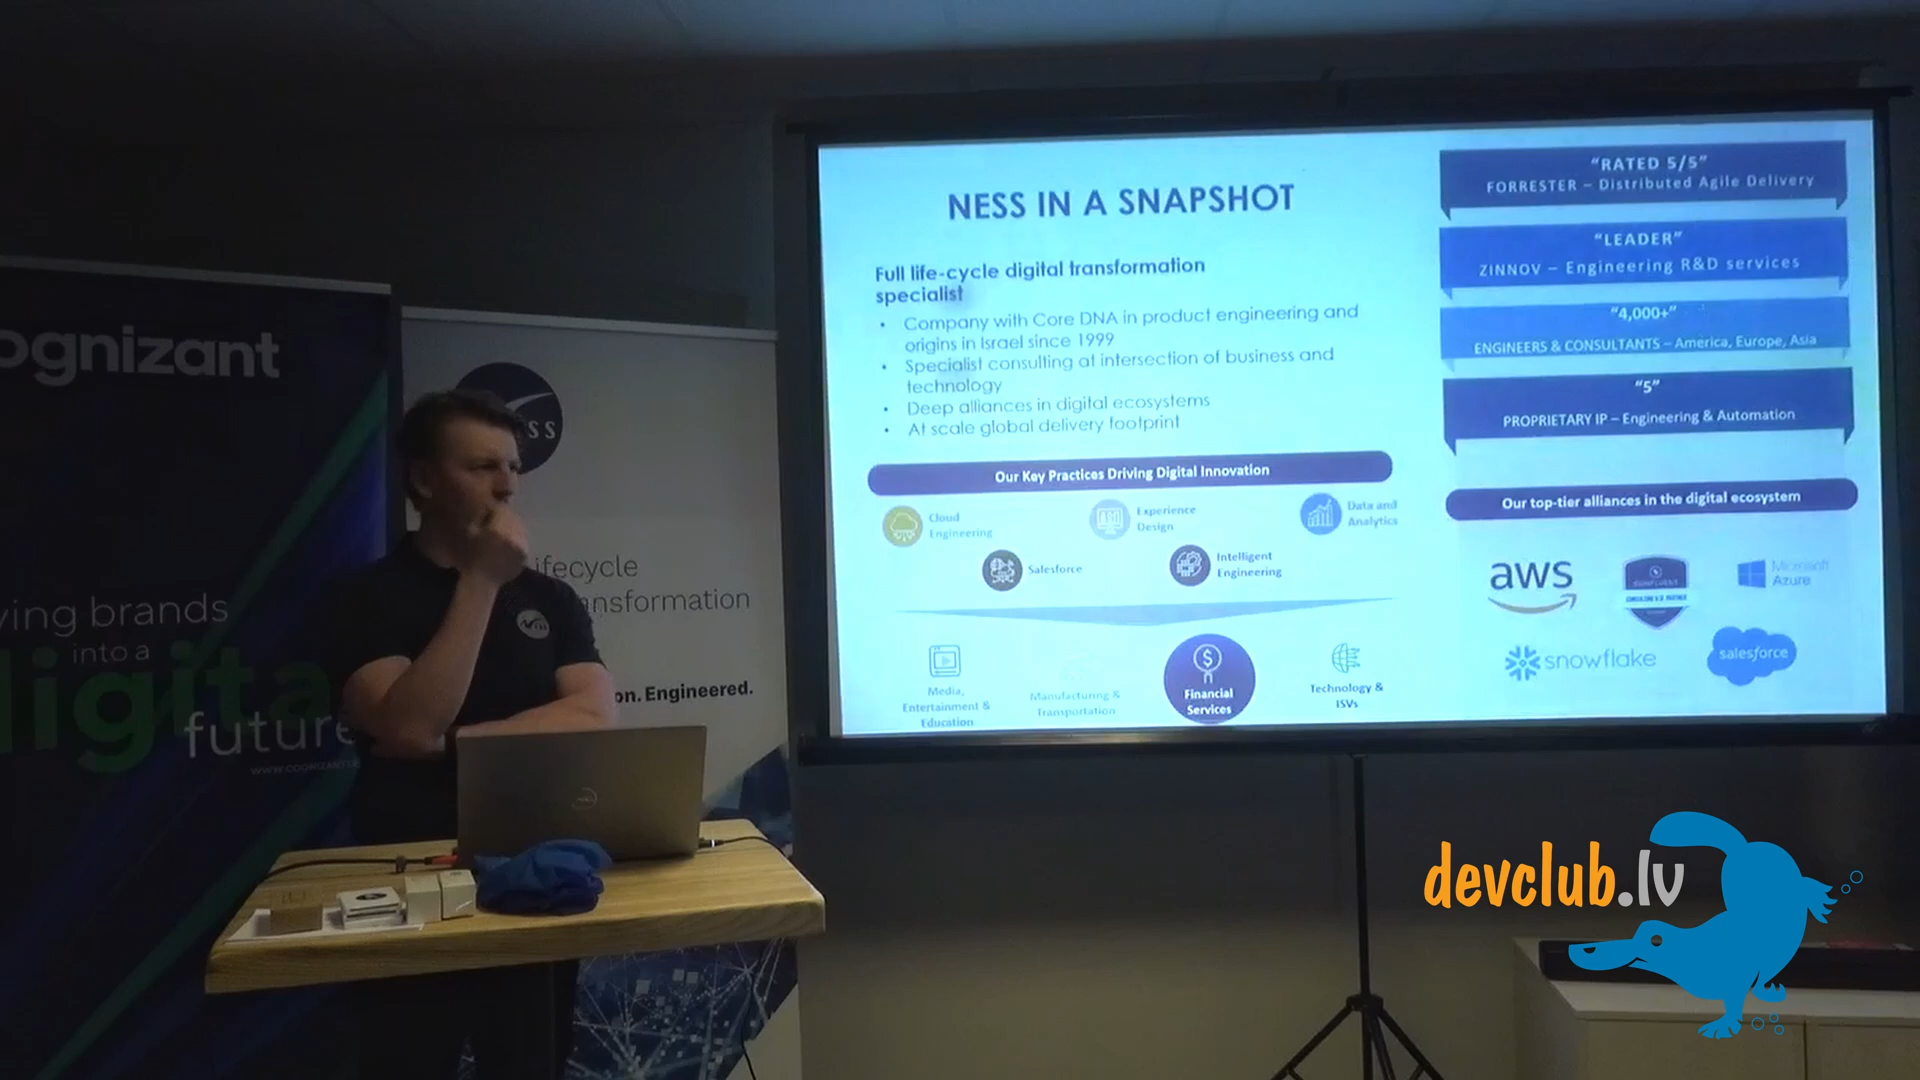 ognizant
ving brands
into a
digita
future
ss
ifecycle
ansformation
on. Engineered.
NESS IN A SNAPSHOT
Full life-cycle digital transformation
specialist
• Company with Core DNA in product engineering and
origins in Israel since 1999
• Specialist consulting at intersection of business and
technology
• Deep alliances in digital ecosystems
• At scale global delivery footprint
Our Key Practices Driving Digital Innovation
Cloud
Engineering
Experience
Design
Data and
Analytics
Salesforce
Intelligent
Engineering
Media,
Entertainment &
Education
Manufacturing &
Transportation
Financial
Services
Technology &
ISVs
"RATED 5/5"
FORRESTER – Distributed Agile Delivery
"LEADER"
ZINNOV – Engineering R&D services
"4,000+"
ENGINEERS & CONSULTANTS – America, Europe, Asia
"5"
PROPRIETARY IP – Engineering & Automation
Our top-tier alliances in the digital ecosystem
aws
Microsoft
Azure
snowflake
salesforce
devclub.lv